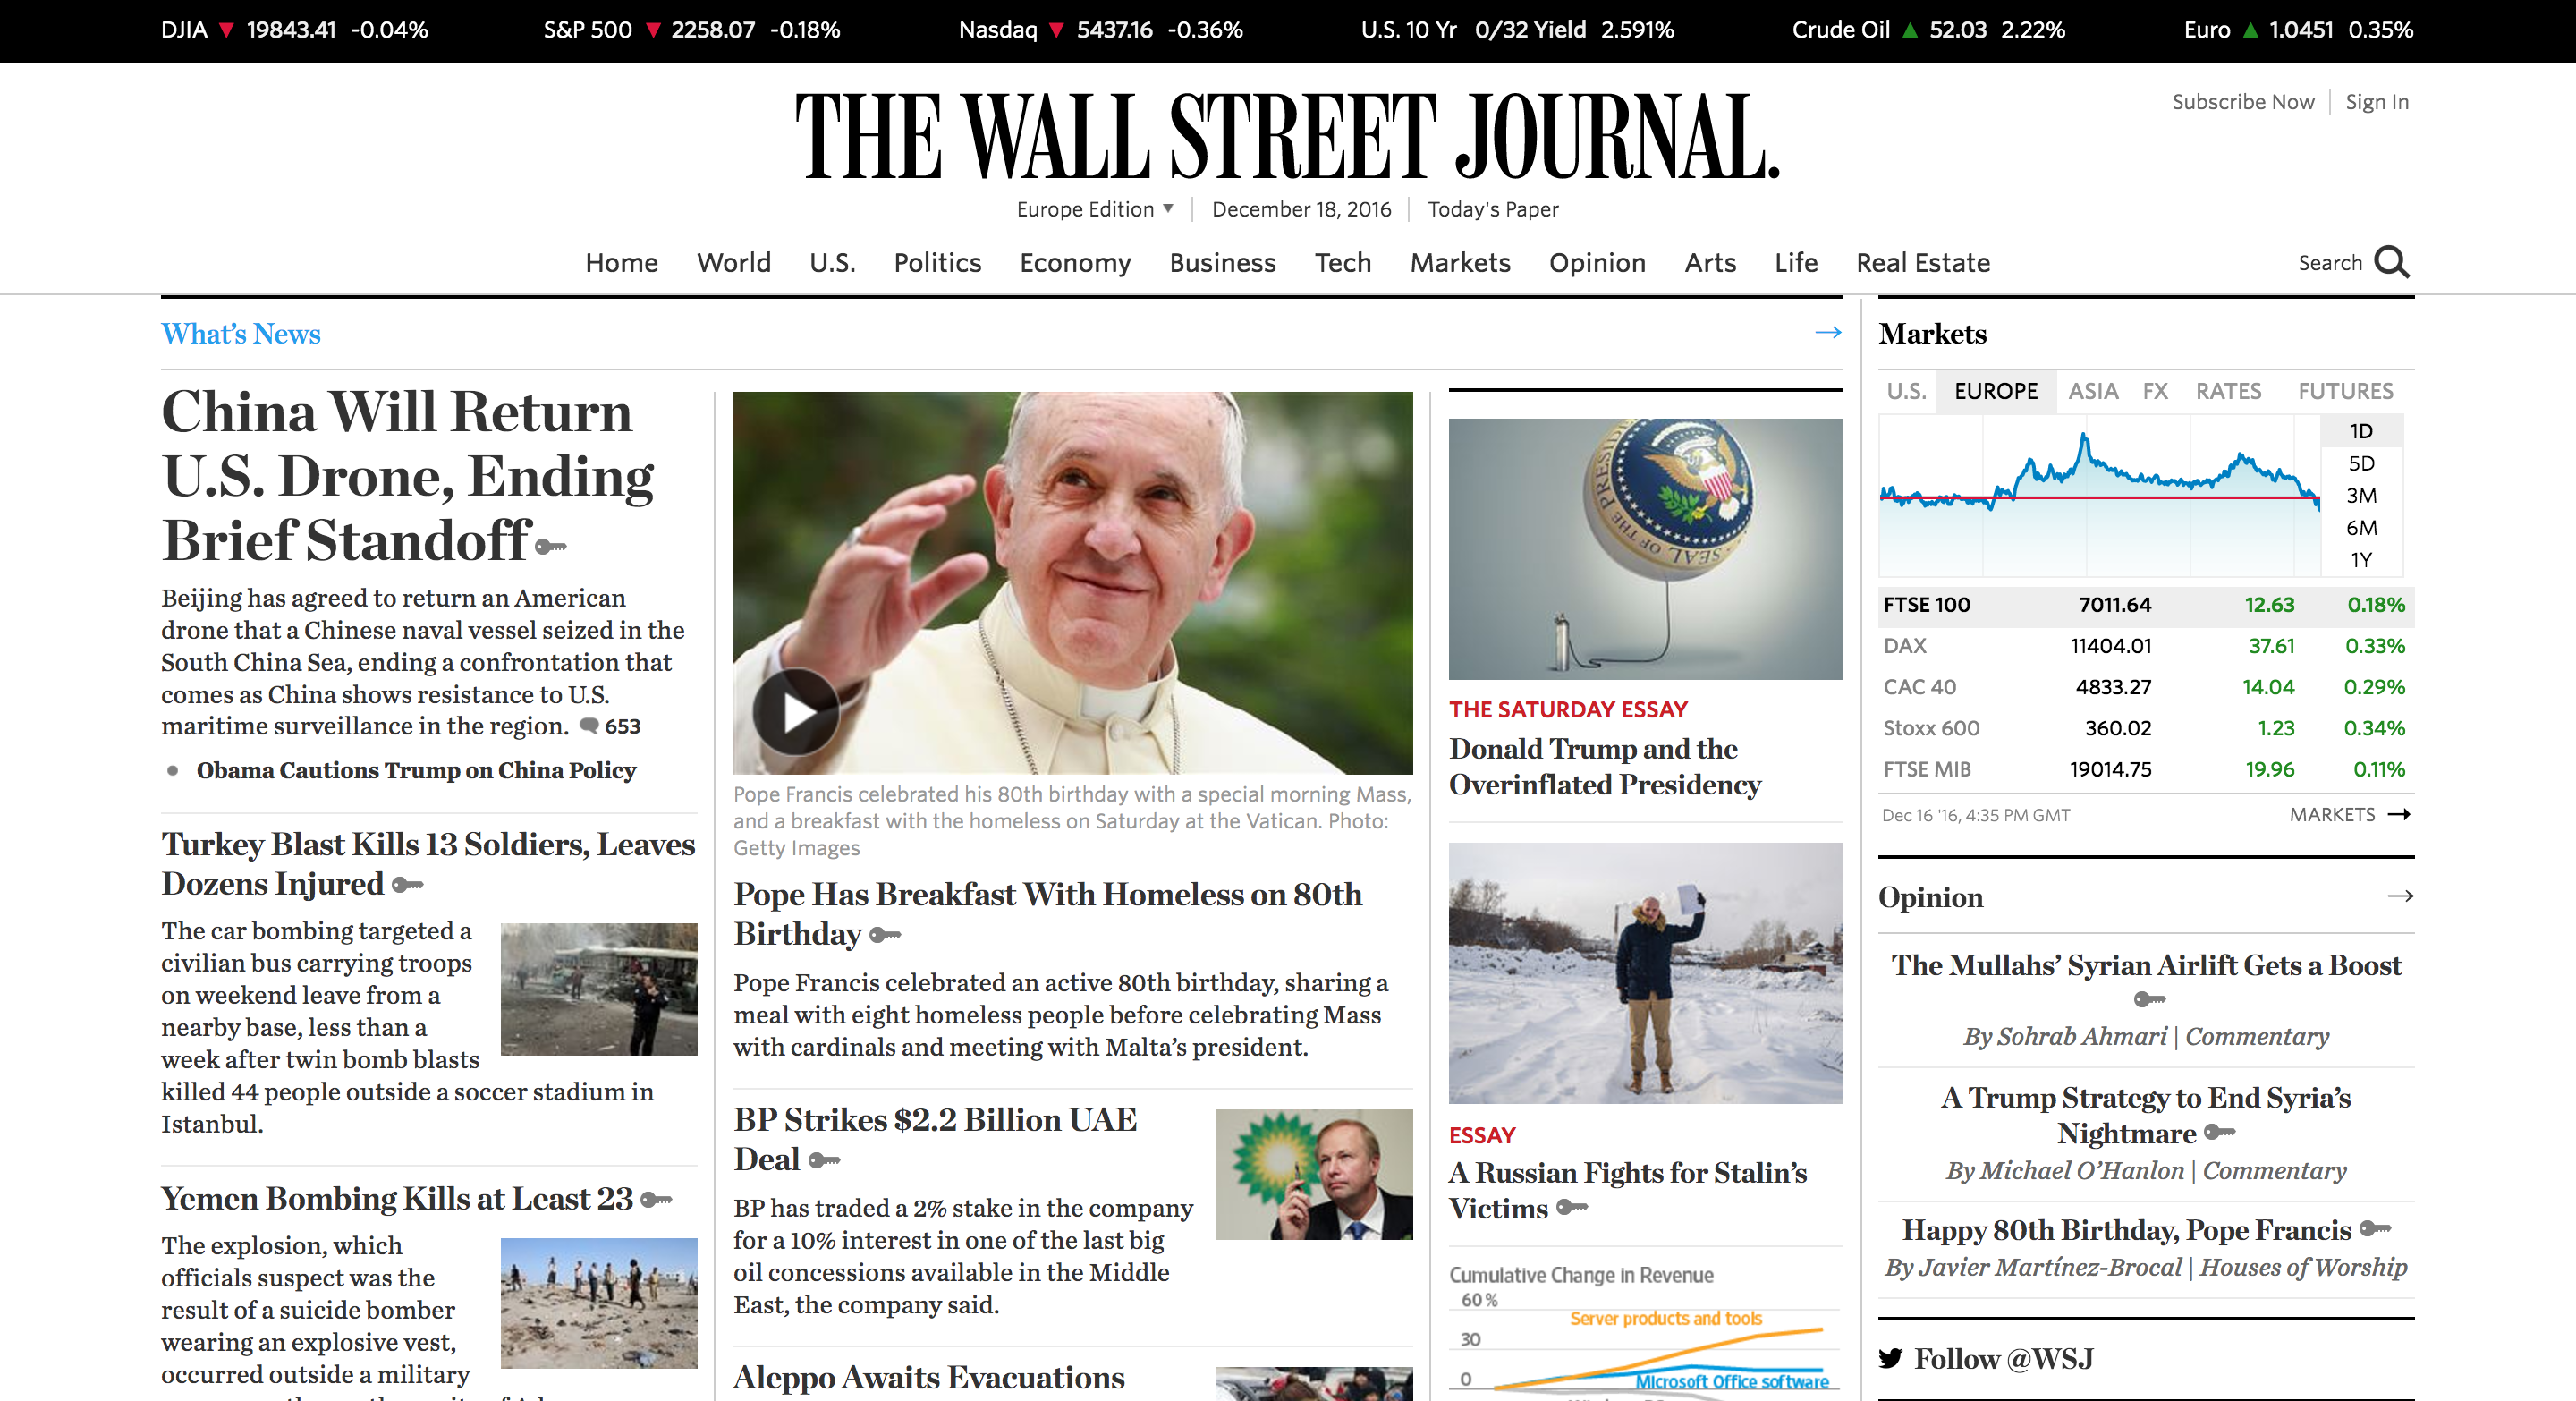 DJIA ▼ 19843.41 -0.04%
S&P 500 ▼ 2258.07 -0.18%
Nasdaq ▼ 5437.16 -0.36%
U.S. 10 Yr 0/32 Yield 2.591%
Crude Oil ▲ 52.03 2.22%
Euro ▲ 1.0451 0.35%
THE WALL STREET JOURNAL.
Subscribe Now | Sign In
Europe Edition ▼ | December 18, 2016 | Today's Paper
Home World U.S. Politics Economy Business Tech Markets Opinion Arts Life Real Estate
Search
What's News →
China Will Return
U.S. Drone, Ending
Brief Standoff
Beijing has agreed to return an American
drone that a Chinese naval vessel seized in the
South China Sea, ending a confrontation that
comes as China shows resistance to U.S.
maritime surveillance in the region. 653
• Obama Cautions Trump on China Policy
Turkey Blast Kills 13 Soldiers, Leaves
Dozens Injured
The car bombing targeted a
civilian bus carrying troops
on weekend leave from a
nearby base, less than a
week after twin bomb blasts
killed 44 people outside a soccer stadium in
Istanbul.
Yemen Bombing Kills at Least 23
The explosion, which
officials suspect was the
result of a suicide bomber
wearing an explosive vest,
occurred outside a military
Pope Francis celebrated his 80th birthday with a special morning Mass,
and a breakfast with the homeless on Saturday at the Vatican. Photo:
Getty Images
Pope Has Breakfast With Homeless on 80th
Birthday
Pope Francis celebrated an active 80th birthday, sharing a
meal with eight homeless people before celebrating Mass
with cardinals and meeting with Malta's president.
BP Strikes $2.2 Billion UAE
Deal
BP has traded a 2% stake in the company
for a 10% interest in one of the last big
oil concessions available in the Middle
East, the company said.
Aleppo Awaits Evacuations
SEAL OF THE PRESID
THE SATURDAY ESSAY
Donald Trump and the
Overinflated Presidency
ESSAY
A Russian Fights for Stalin's
Victims
Cumulative Change in Revenue
60%
Server products and tools
30
0
Microsoft Office software
Markets
U.S. EUROPE ASIA FX RATES FUTURES
1D
5D
3M
6M
1Y
FTSE 100 7011.64 12.63 0.18%
DAX 11404.01 37.61 0.33%
CAC 40 4833.27 14.04 0.29%
Stoxx 600 360.02 1.23 0.34%
FTSE MIB 19014.75 19.96 0.11%
Dec 16 '16, 4:35 PM GMT MARKETS →
Opinion →
The Mullahs' Syrian Airlift Gets a Boost
By Sohrab Ahmari | Commentary
A Trump Strategy to End Syria's
Nightmare
By Michael O'Hanlon | Commentary
Happy 80th Birthday, Pope Francis
By Javier Martínez-Brocal | Houses of Worship
Follow @WSJ